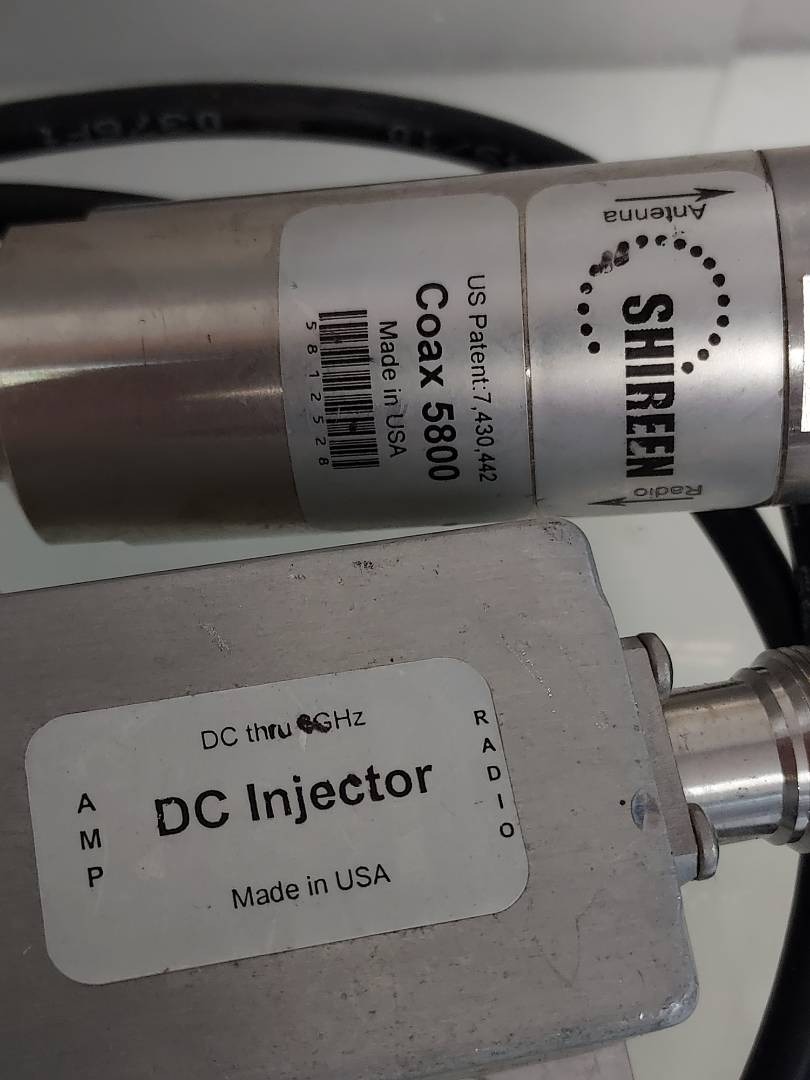 Antenna
SHIREEN
Radio
US Patent:7,430,442
Coax 5800
Made in USA
5812528
DC thru GHz
DC Injector
AMP
RADIO
Made in USA